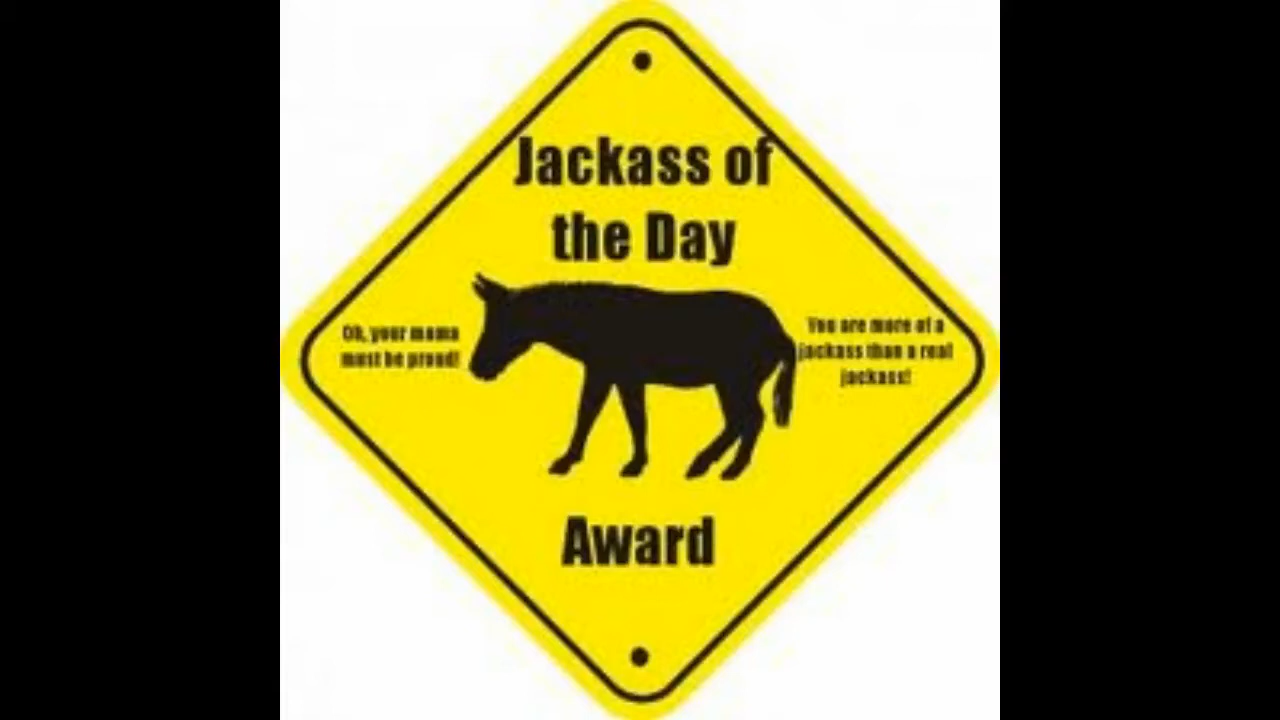 Jackass of
the Day
Oh, your mama
must be proud!
You are more of a
jackass than a real
jackass!
Award